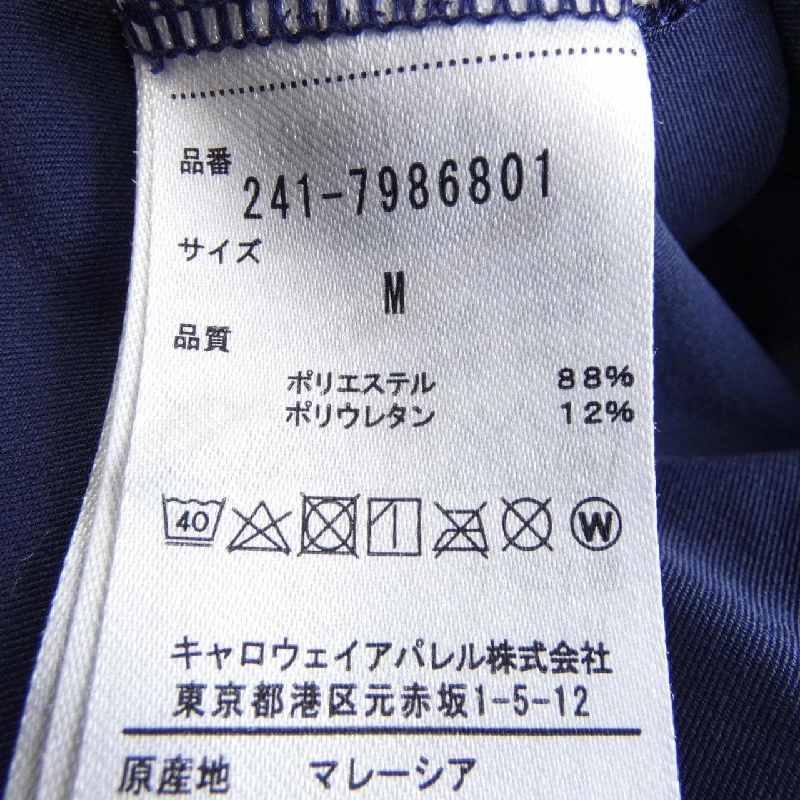 品番
241-7986801
サイズ
M
品質
ポリエステル 88%
ポリウレタン 12%
40 W
キャロウェイアパレル株式会社
東京都港区元赤坂1-5-12
原産地 マレーシア